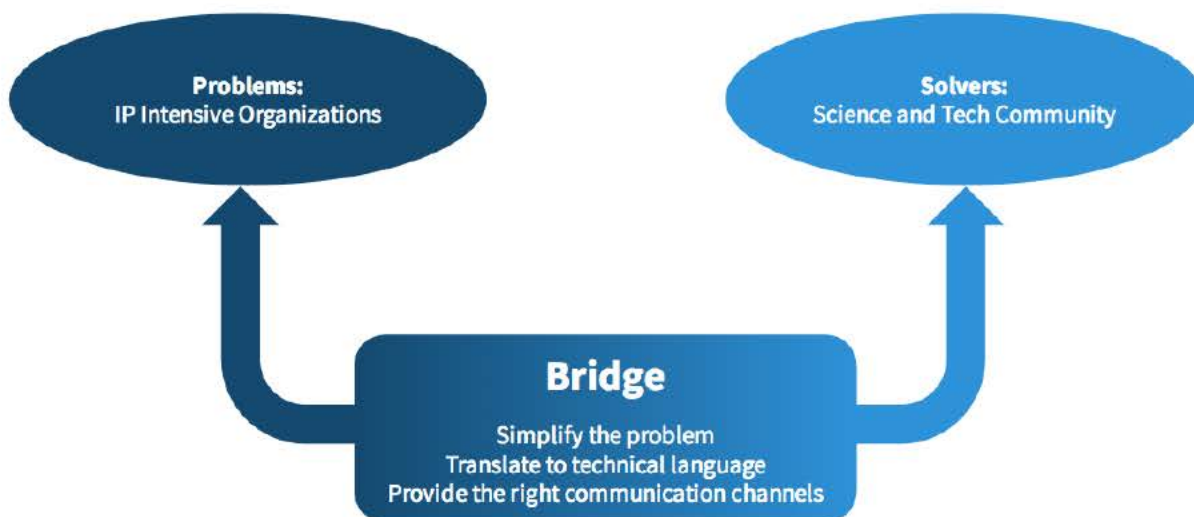 Problems:
IP Intensive Organizations
Solvers:
Science and Tech Community
Bridge
Simplify the problem
Translate to technical language
Provide the right communication channels